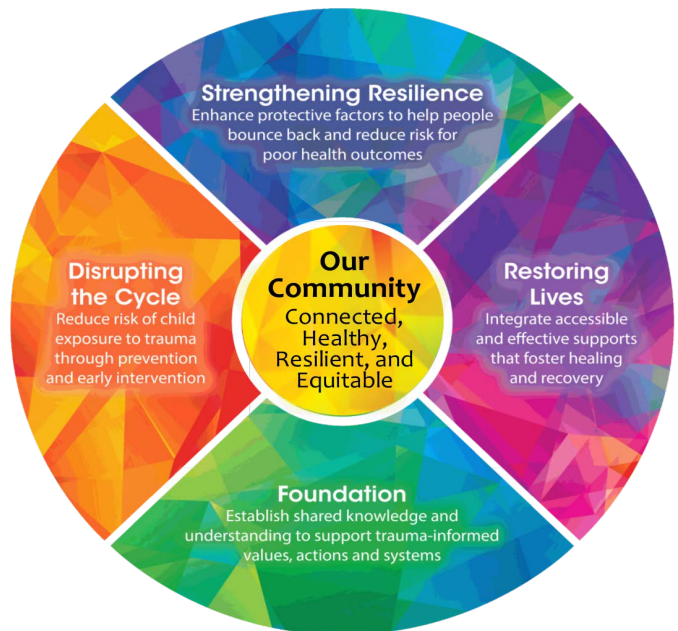 Strengthening Resilience
Enhance protective factors to help people
bounce back and reduce risk for
poor health outcomes
Disrupting
the Cycle
Reduce risk of child
exposure to trauma
through prevention
and early intervention
Our
Community
Connected,
Healthy,
Resilient, and
Equitable
Restoring
Lives
Integrate accessible
and effective supports
that foster healing
and recovery
Foundation
Establish shared knowledge and
understanding to support trauma-informed
values, actions and systems